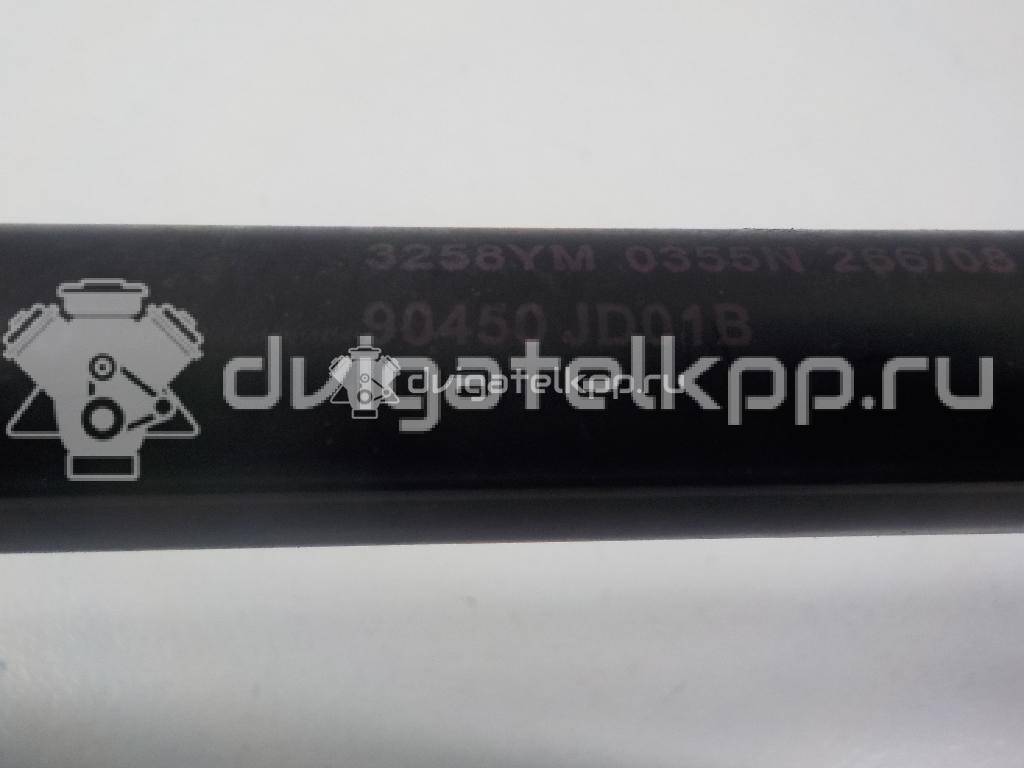 3258YM 0355N 266/08
90450 JD01B
dvigatelkpp.ru
dvigatelkpp.ru